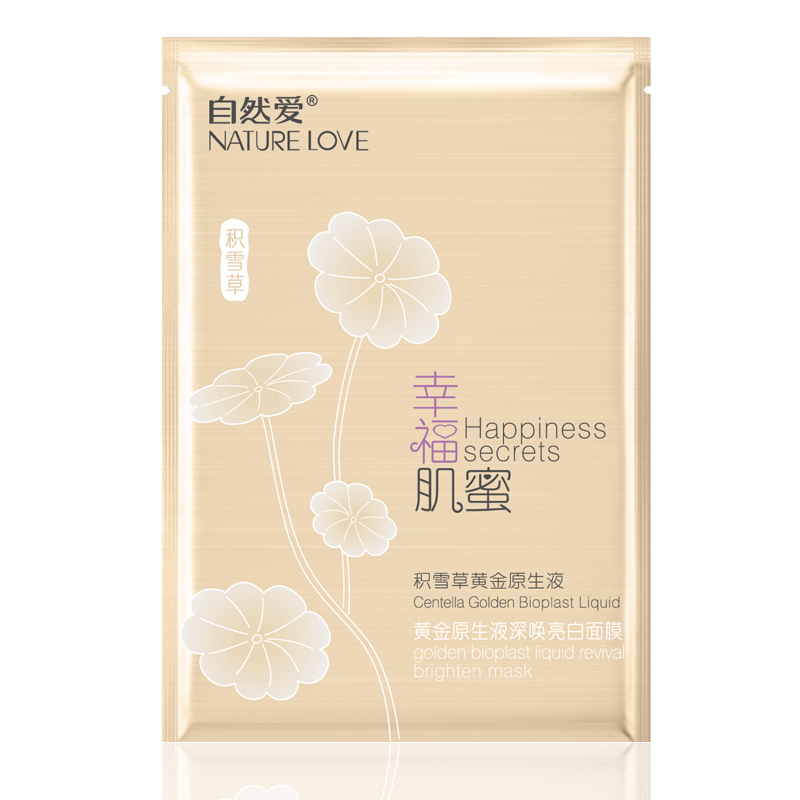 自然爱®
NATURE LOVE
积雪草
幸福
Happiness
secrets
肌蜜
积雪草黄金原生液
Centella Golden Bioplast Liquid
黄金原生液深唤亮白面膜
golden bioplast liquid revival
brighten mask